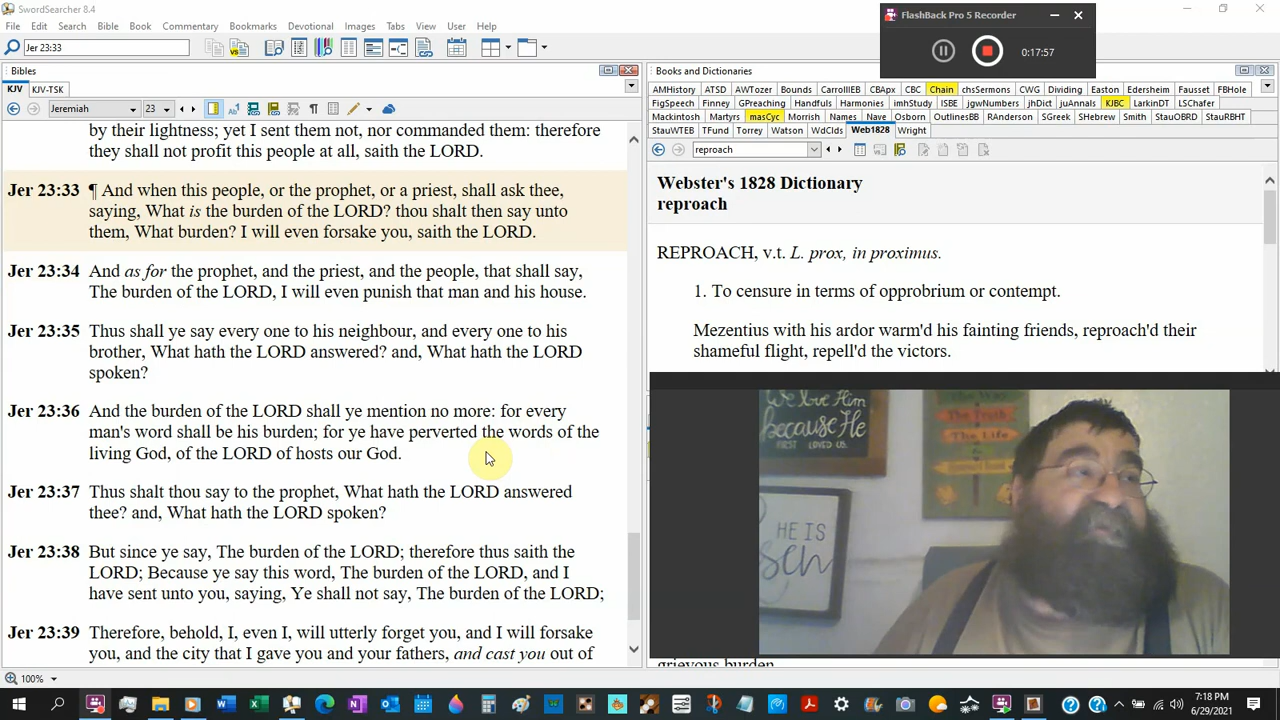 SwordSearcher 8.4
File Edit Search Bible Book Commentary Bookmarks Devotional Images Tabs View User Help
Jer 23:33
FlashBack Pro 5 Recorder
0:17:57
Bibles
KJV KJV-TSK
Jeremiah 23
by their lightness; yet I sent them not, nor commanded them: therefore
they shall not profit this people at all, saith the LORD.
Jer 23:33 ¶ And when this people, or the prophet, or a priest, shall ask thee,
saying, What is the burden of the LORD? thou shalt then say unto
them, What burden? I will even forsake you, saith the LORD.
Jer 23:34 And as for the prophet, and the priest, and the people, that shall say,
The burden of the LORD, I will even punish that man and his house.
Jer 23:35 Thus shall ye say every one to his neighbour, and every one to his
brother, What hath the LORD answered? and, What hath the LORD
spoken?
Jer 23:36 And the burden of the LORD shall ye mention no more: for every
man's word shall be his burden; for ye have perverted the words of the
living God, of the LORD of hosts our God.
Jer 23:37 Thus shalt thou say to the prophet, What hath the LORD answered
thee? and, What hath the LORD spoken?
Jer 23:38 But since ye say, The burden of the LORD; therefore thus saith the
LORD; Because ye say this word, The burden of the LORD, and I
have sent unto you, saying, Ye shall not say, The burden of the LORD;
Jer 23:39 Therefore, behold, I, even I, will utterly forget you, and I will forsake
you, and the city that I gave you and your fathers, and cast you out of
100%
Books and Dictionaries
AMHistory ATSD AWTozer Bounds CarrollIEB CBApx CBC Chain chsSermons CWG Dividing Easton Edersheim Fausset FBHole
FigSpeech Finney GPreaching Handfuls Harmonies imhStudy ISBE jgwNumbers jhDict juAnnals KJBC LarkinDT LSChafer
Mackintosh Martyrs masCyc Morrish Names Nave Osborn OutlinesBB RAnderson SGreek SHebrew Smith StauOBRD StauRBHT
StauWTEB TFund Torrey Watson WdClds Web1828 Wright
reproach
Webster's 1828 Dictionary
reproach
REPROACH, v.t. L. prox, in proximus.
1. To censure in terms of opprobrium or contempt.
Mezentius with his ardor warm'd his fainting friends, reproach'd their
shameful flight, repell'd the victors.
We love Him
because He
FIRST LOVED US.
The Truth
The Life
HE IS
grievous burden
7:18 PM
6/29/2021